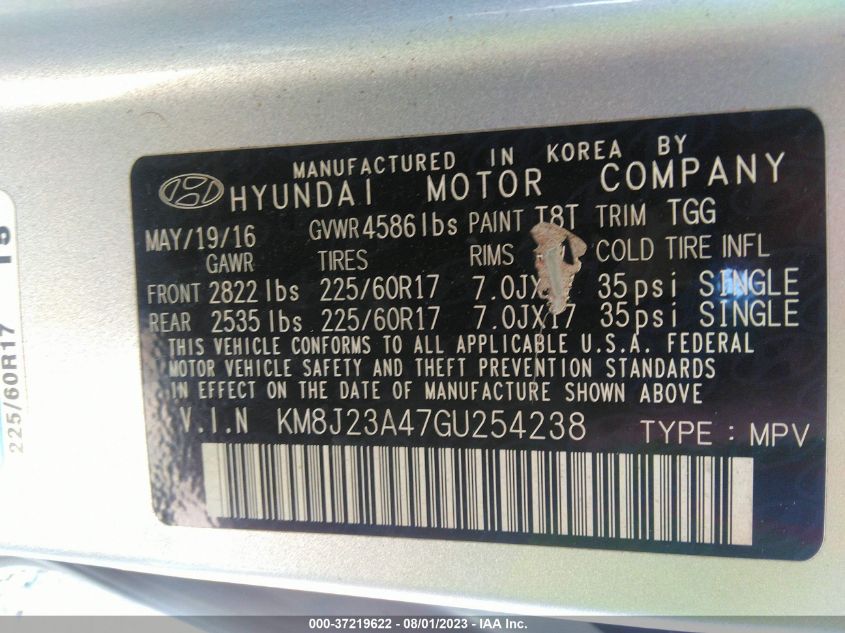 MANUFACTURED IN KOREA BY
HYUNDAI MOTOR COMPANY
MAY/19/16 GVWR 4586 lbs PAINT T8T TRIM TGG
GAWR TIRES RIMS COLD TIRE INFL
FRONT 2822 lbs 225/60R17 7.0JX 35psi SINGLE
REAR 2535 lbs 225/60R17 7.0JX17 35psi SINGLE
THIS VEHICLE CONFORMS TO ALL APPLICABLE U.S.A. FEDERAL
MOTOR VEHICLE SAFETY AND THEFT PREVENTION STANDARDS
IN EFFECT ON THE DATE OF MANUFACTURE SHOWN ABOVE
V.I.N KM8J23A47GU254238 TYPE : MPV
225/60R17
000-37219622 - 08/01/2023 - IAA Inc.